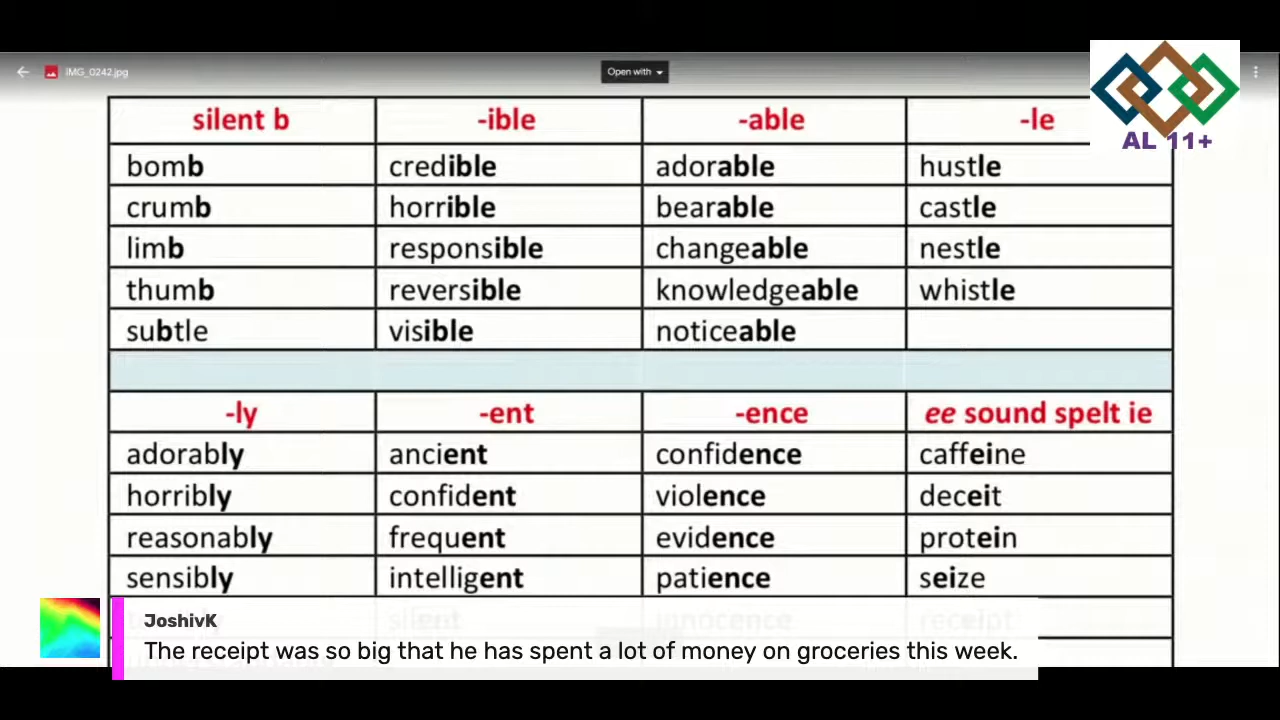 IMG_0242.jpg Open with
AL 11+
silent b -ible -able -le
bomb credible adorable hustle
crumb horrible bearable castle
limb responsible changeable nestle
thumb reversible knowledgeable whistle
subtle visible noticeable
-ly -ent -ence ee sound spelt ie
adorably ancient confidence caffeine
horribly confident violence deceit
reasonably frequent evidence protein
sensibly intelligent patience seize
silent innocence receipt
JoshivK
The receipt was so big that he has spent a lot of money on groceries this week.